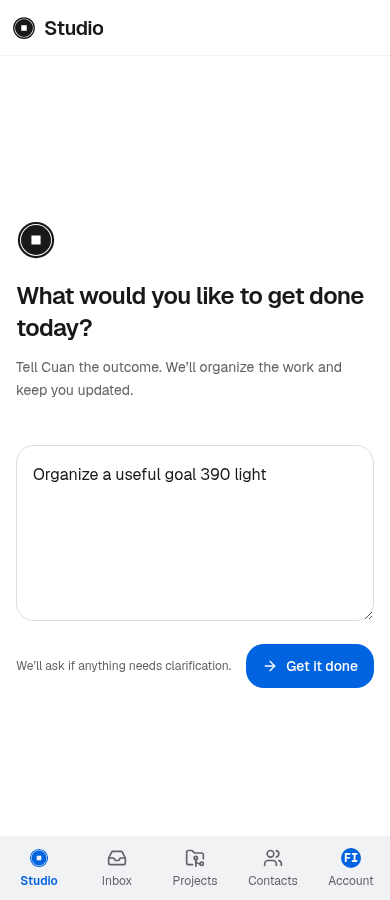 Studio
What would you like to get done
today?
Tell Cuan the outcome. We'll organize the work and
keep you updated.
Organize a useful goal 390 light
We'll ask if anything needs clarification.
Get it done
Studio
Inbox
Projects
Contacts
FI
Account